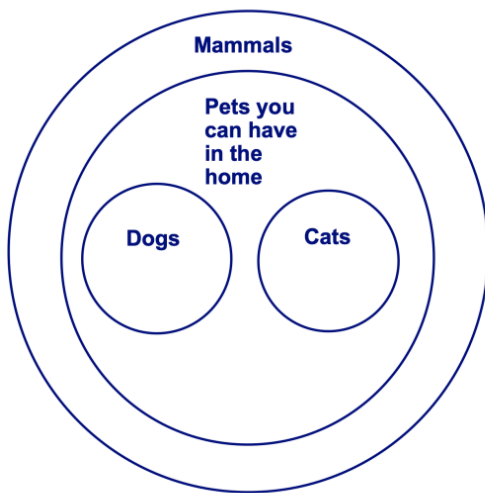 Mammals
Pets you
can have
in the
home
Dogs
Cats